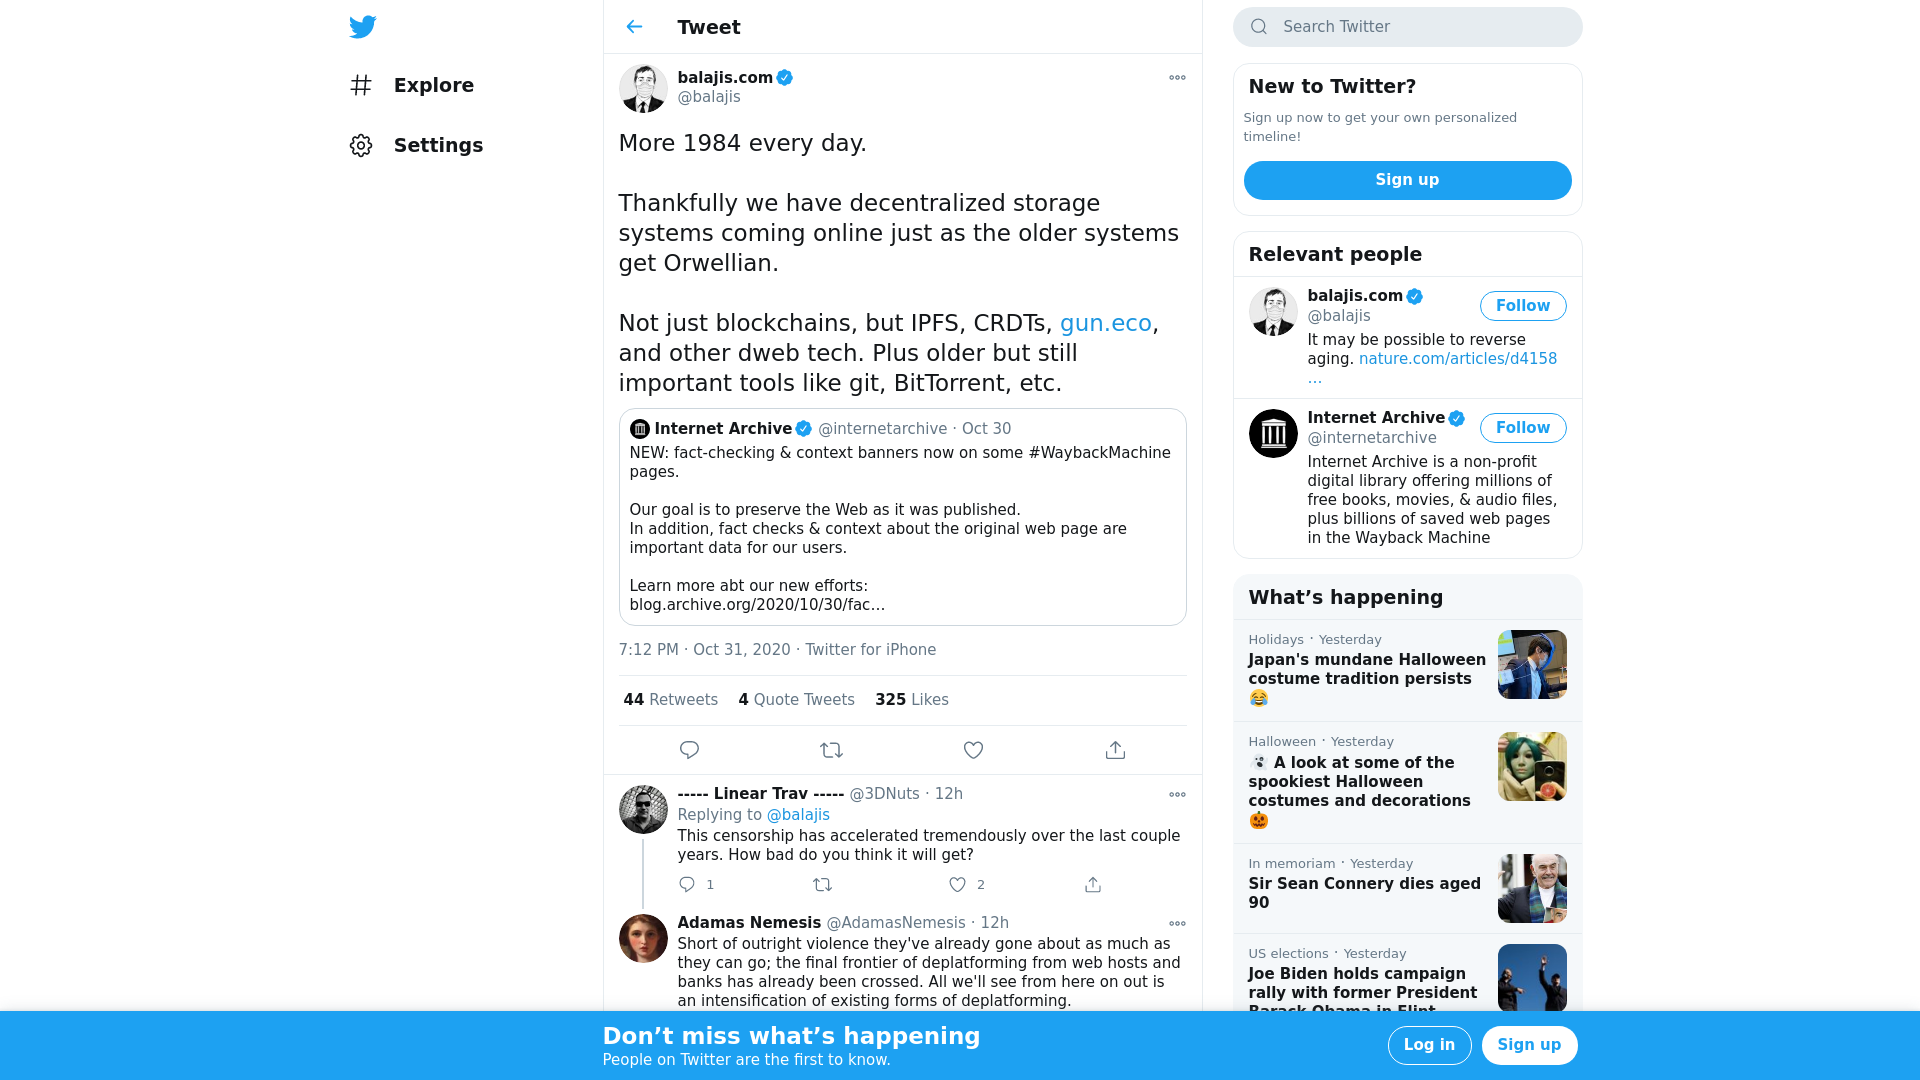 Explore
Settings
Tweet
balajis.com
@balajis
More 1984 every day.
Thankfully we have decentralized storage
systems coming online just as the older systems
get Orwellian.
Not just blockchains, but IPFS, CRDTs, gun.eco,
and other dweb tech. Plus older but still
important tools like git, BitTorrent, etc.
Internet Archive @internetarchive · Oct 30
NEW: fact-checking & context banners now on some #WaybackMachine
pages.
Our goal is to preserve the Web as it was published.
In addition, fact checks & context about the original web page are
important data for our users.
Learn more abt our new efforts:
blog.archive.org/2020/10/30/fac…
7:12 PM · Oct 31, 2020 · Twitter for iPhone
44 Retweets 4 Quote Tweets 325 Likes
----- Linear Trav ----- @3DNuts · 12h
Replying to @balajis
This censorship has accelerated tremendously over the last couple
years. How bad do you think it will get?
1 2
Adamas Nemesis @AdamasNemesis · 12h
Short of outright violence they've already gone about as much as
they can go; the final frontier of deplatforming from web hosts and
banks has already been crossed. All we'll see from here on out is
an intensification of existing forms of deplatforming.
Search Twitter
New to Twitter?
Sign up now to get your own personalized
timeline!
Sign up
Relevant people
balajis.com
@balajis
Follow
It may be possible to reverse
aging. nature.com/articles/d4158
…
Internet Archive
@internetarchive
Follow
Internet Archive is a non-profit
digital library offering millions of
free books, movies, & audio files,
plus billions of saved web pages
in the Wayback Machine
What's happening
Holidays · Yesterday
Japan's mundane Halloween
costume tradition persists
😂
Halloween · Yesterday
👻 A look at some of the
spookiest Halloween
costumes and decorations
🎃
In memoriam · Yesterday
Sir Sean Connery dies aged
90
US elections · Yesterday
Joe Biden holds campaign
rally with former President
Barack Obama in Flint
Don't miss what's happening
People on Twitter are the first to know.
Log in
Sign up